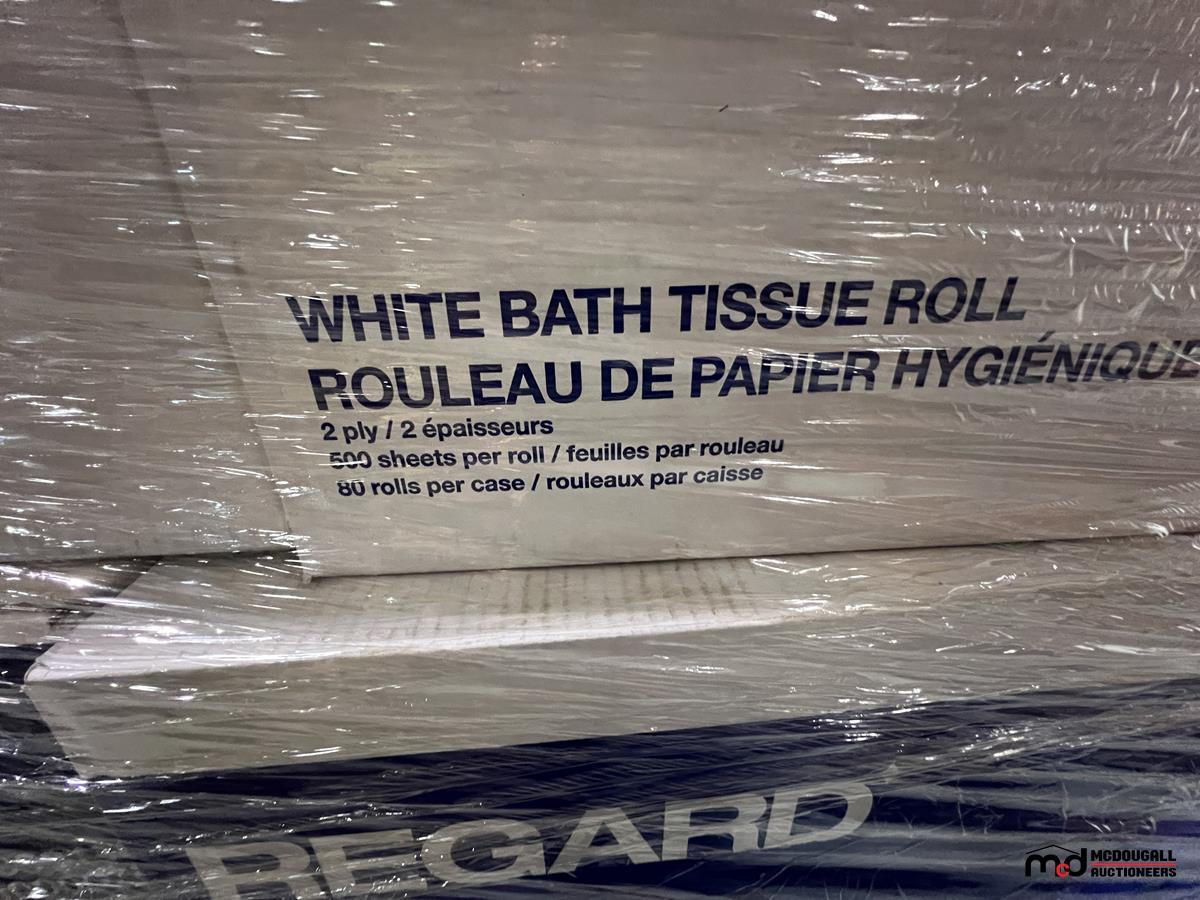 WHITE BATH TISSUE ROLL
ROULEAU DE PAPIER HYGIÉNIQUE
2 ply / 2 épaisseurs
500 sheets per roll / feuilles par rouleau
80 rolls per case / rouleaux par caisse
REGARD
mcd MCDOUGALL
AUCTIONEERS